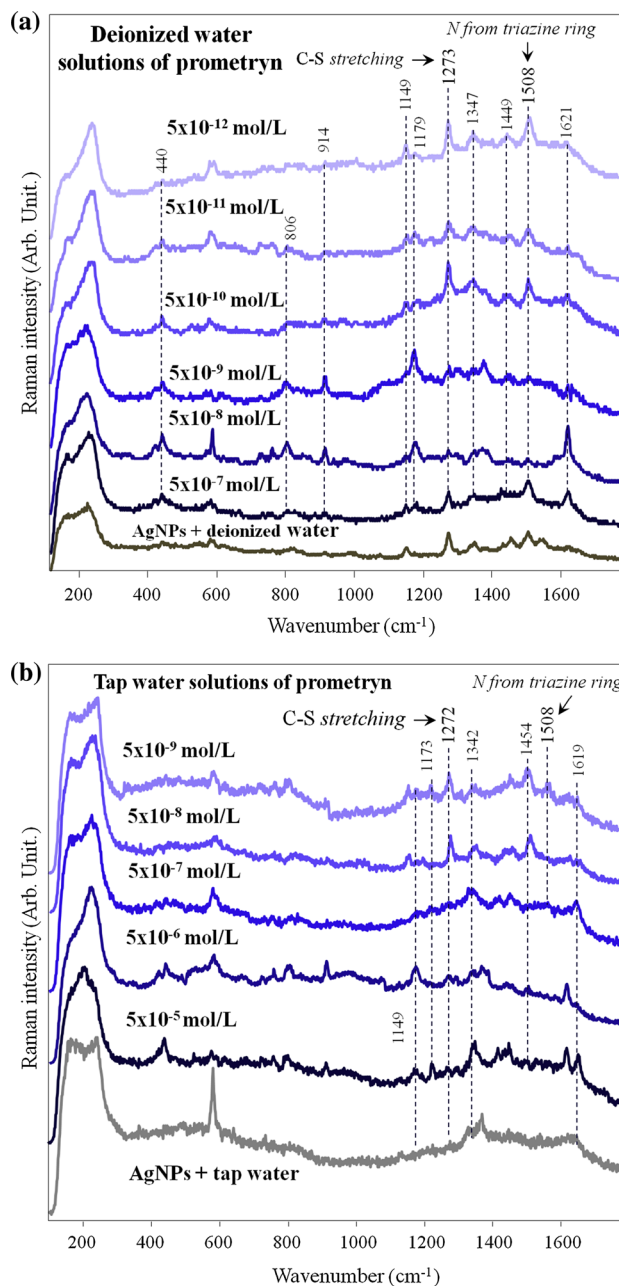 (a)
Deionized water
solutions of prometryn
N from triazine ring
C-S stretching
440
806
914
1149
1179
1273
1347
1449
1508
1621
5x10-12 mol/L
5x10-11 mol/L
5x10-10 mol/L
5x10-9 mol/L
5x10-8 mol/L
5x10-7 mol/L
AgNPs + deionized water
Raman intensity (Arb. Unit.)
200 400 600 800 1000 1200 1400 1600
Wavenumber (cm-1)
(b)
Tap water solutions of prometryn
N from triazine ring
C-S stretching
1173
1272
1342
1454
1508
1619
5x10-9 mol/L
5x10-8 mol/L
5x10-7 mol/L
5x10-6 mol/L
5x10-5 mol/L
1149
AgNPs + tap water
Raman intensity (Arb. Unit.)
200 400 600 800 1000 1200 1400 1600
Wavenumber (cm-1)